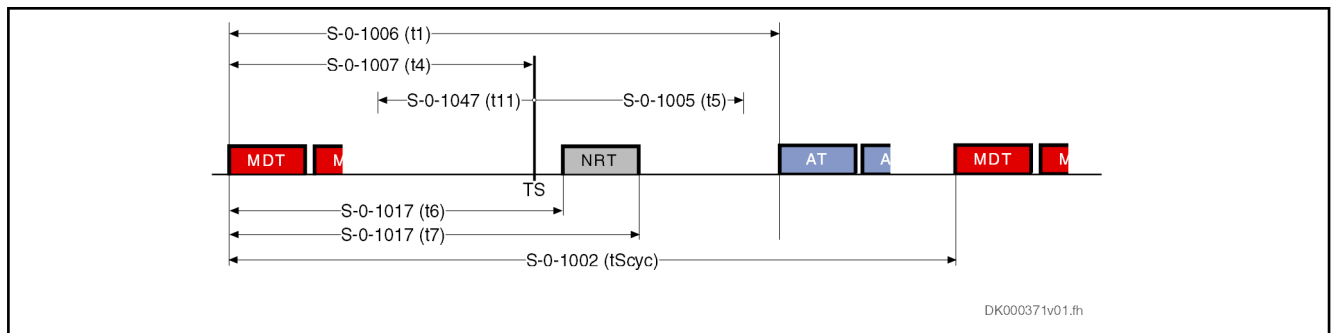 S-0-1006 (t1)
S-0-1007 (t4)
S-0-1047 (t11) S-0-1005 (t5)
MDT M NRT AT A MDT M
TS
S-0-1017 (t6)
S-0-1017 (t7)
S-0-1002 (tScyc)
DK000371v01.fh